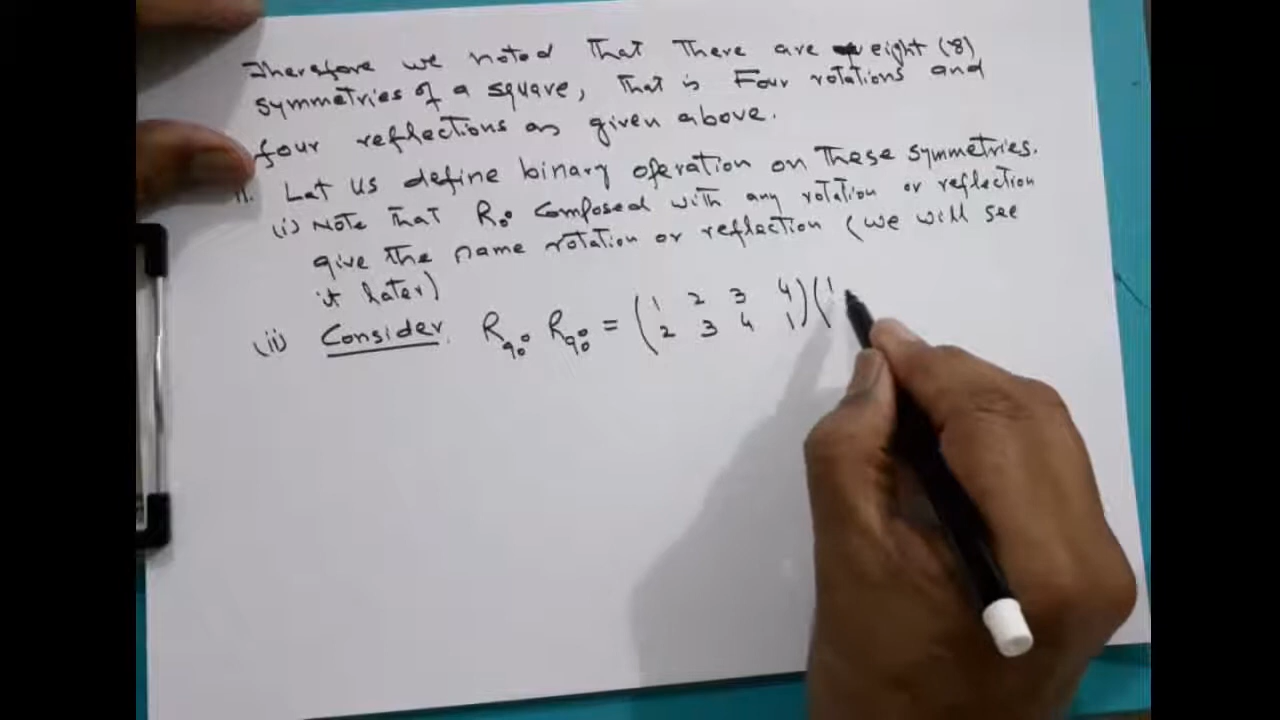 Therefore we noted that there are eight (8)
symmetries of a square, that is Four rotations and
four reflections as given above.
II. Let us define binary operation on these symmetries.
(i) Note that R0° composed with any rotation or reflection
give the same rotation or reflection (we will see
it later)
(ii) Consider. R90° R90° = (1 2 3 4) (1
2 3 4 1